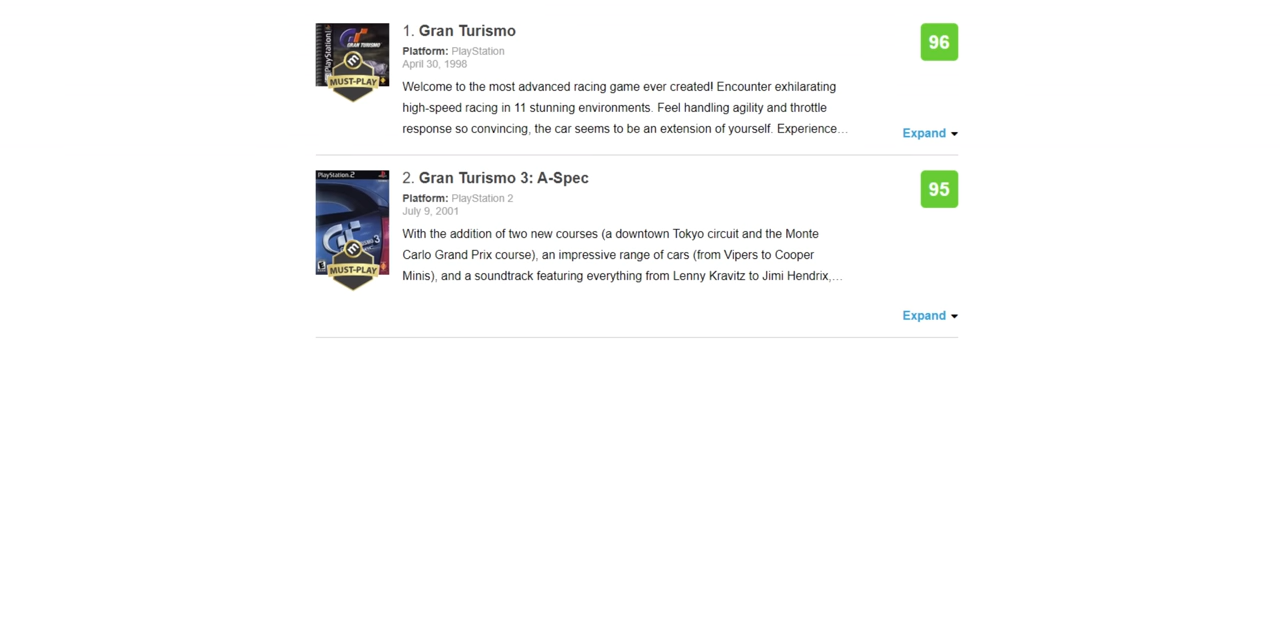 PlayStation
GRAN TURISMO
MUST-PLAY
1. Gran Turismo
Platform: PlayStation
April 30, 1998
Welcome to the most advanced racing game ever created! Encounter exhilarating
high-speed racing in 11 stunning environments. Feel handling agility and throttle
response so convincing, the car seems to be an extension of yourself. Experience…
96
Expand
PlayStation 2
GT
3
MUST-PLAY
2. Gran Turismo 3: A-Spec
Platform: PlayStation 2
July 9, 2001
With the addition of two new courses (a downtown Tokyo circuit and the Monte
Carlo Grand Prix course), an impressive range of cars (from Vipers to Cooper
Minis), and a soundtrack featuring everything from Lenny Kravitz to Jimi Hendrix,…
95
Expand